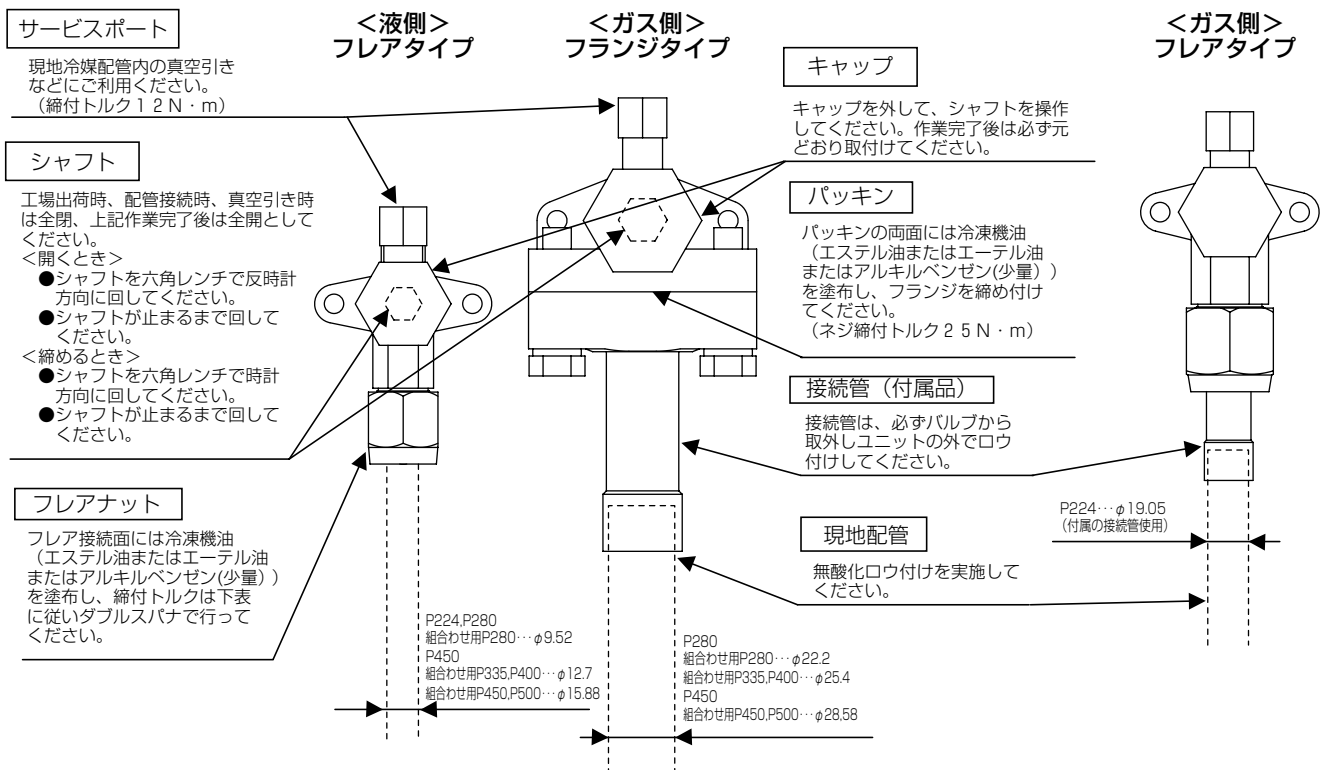 サービスポート
現地冷媒配管内の真空引き
などにご利用ください。
（締付トルク１２Ｎ・ｍ）
シャフト
工場出荷時、配管接続時、真空引き時
は全閉、上記作業完了後は全開として
ください。
＜開くとき＞
●シャフトを六角レンチで反時計
方向に回してください。
●シャフトが止まるまで回して
ください。
＜締めるとき＞
●シャフトを六角レンチで時計
方向に回してください。
●シャフトが止まるまで回して
ください。
フレアナット
フレア接続面には冷凍機油
（エステル油またはエーテル油
またはアルキルベンゼン(少量)）
を塗布し、締付トルクは下表
に従いダブルスパナで行って
ください。
＜液側＞
フレアタイプ
P224,P280
組合わせ用P280…φ9.52
P450
組合わせ用P335,P400…φ12.7
組合わせ用P450,P500…φ15.88
＜ガス側＞
フランジタイプ
P280
組合わせ用P280…φ22.2
組合わせ用P335,P400…φ25.4
P450
組合わせ用P450,P500…φ28,58
キャップ
キャップを外して、シャフトを操作
してください。作業完了後は必ず元
どおり取付けてください。
パッキン
パッキンの両面には冷凍機油
（エステル油またはエーテル油
またはアルキルベンゼン(少量)）
を塗布し、フランジを締め付け
てください。
（ネジ締付トルク２５Ｎ・ｍ）
接続管（付属品）
接続管は、必ずバルブから
取外しユニットの外でロウ
付けしてください。
現地配管
無酸化ロウ付けを実施して
ください。
＜ガス側＞
フレアタイプ
P224…φ19.05
（付属の接続管使用）